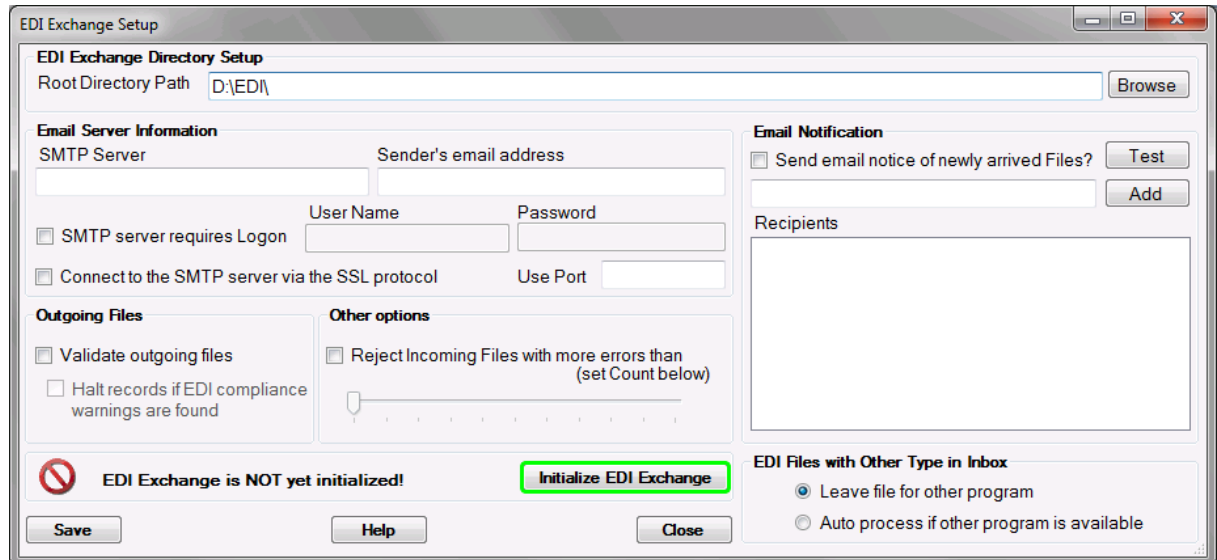 EDI Exchange Setup
EDI Exchange Directory Setup
Root Directory Path D:\EDI\ Browse
Email Server Information
SMTP Server Sender's email address
User Name Password
SMTP server requires Logon
Connect to the SMTP server via the SSL protocol Use Port
Email Notification
Send email notice of newly arrived Files? Test
Add
Recipients
Outgoing Files
Validate outgoing files
Halt records if EDI compliance
warnings are found
Other options
Reject Incoming Files with more errors than
(set Count below)
EDI Exchange is NOT yet initialized! Initialize EDI Exchange
EDI Files with Other Type in Inbox
Leave file for other program
Auto process if other program is available
Save Help Close